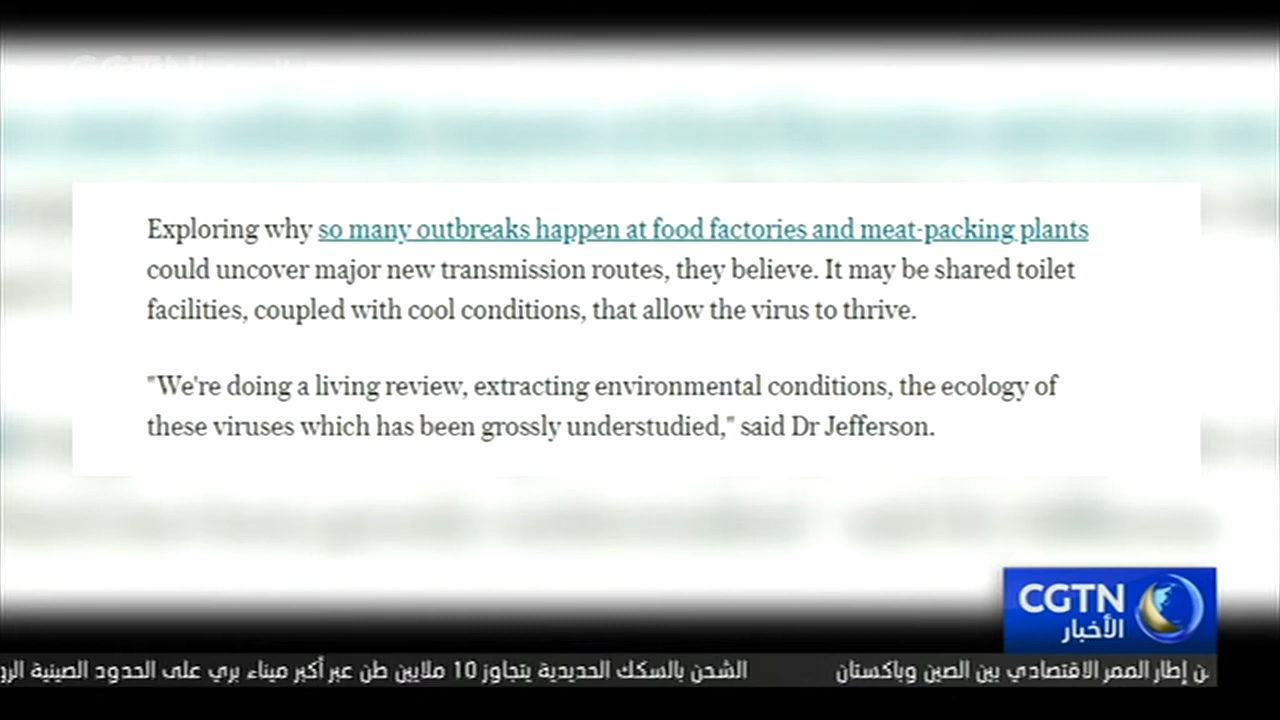 Exploring why so many outbreaks happen at food factories and meat-packing plants
could uncover major new transmission routes, they believe. It may be shared toilet
facilities, coupled with cool conditions, that allow the virus to thrive.
"We're doing a living review, extracting environmental conditions, the ecology of
these viruses which has been grossly understudied," said Dr Jefferson.
CGTN
الأخبار
إطار الممر الاقتصادي بين الصين وباكستان الشحن بالسكك الحديدية يتجاوز 10 ملايين طن عبر أكبر ميناء بري على الحدود الصينية